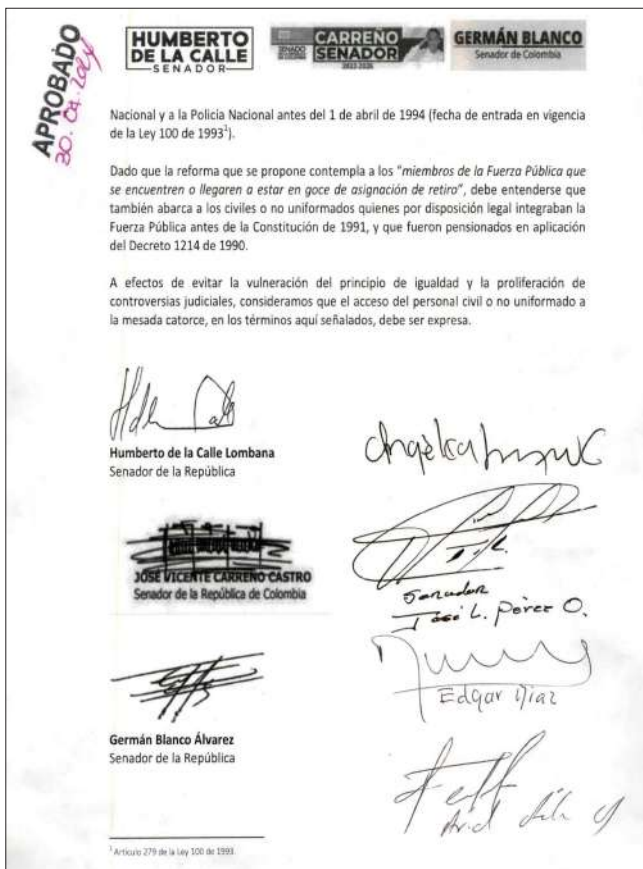 APROBADO
30.04.2024
HUMBERTO
DE LA CALLE
SENADOR
CARREÑO
SENADOR
2022-2026
GERMÁN BLANCO
Senador de Colombia
Nacional y a la Policía Nacional antes del 1 de abril de 1994 (fecha de entrada en vigencia
de la Ley 100 de 1993¹).
Dado que la reforma que se propone contempla a los "miembros de la Fuerza Pública que
se encuentren o llegaren a estar en goce de asignación de retiro", debe entenderse que
también abarca a los civiles o no uniformados quienes por disposición legal integraban la
Fuerza Pública antes de la Constitución de 1991, y que fueron pensionados en aplicación
del Decreto 1214 de 1990.
A efectos de evitar la vulneración del principio de igualdad y la proliferación de
controversias judiciales, consideramos que el acceso del personal civil o no uniformado a
la mesada catorce, en los términos aquí señalados, debe ser expresa.
Humberto de la Calle Lombana
Senador de la República
JOSÉ VICENTE CARREÑO CASTRO
Senador de la República de Colombia
Senador
José L. Pérez O.
Edgar Díaz
Germán Blanco Álvarez
Senador de la República
¹ Artículo 279 de la Ley 100 de 1993.